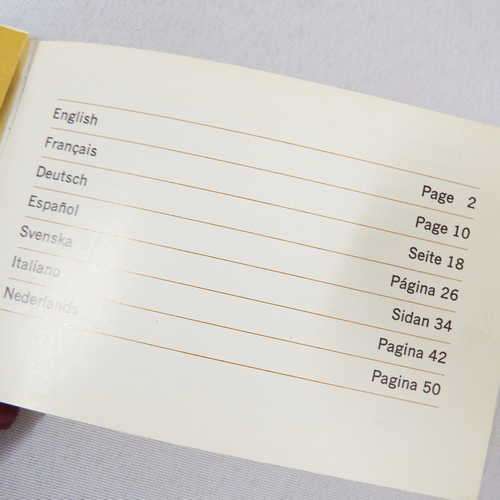 English Page 2
Français Page 10
Deutsch Seite 18
Español Página 26
Svenska Sidan 34
Italiano Pagina 42
Nederlands Pagina 50